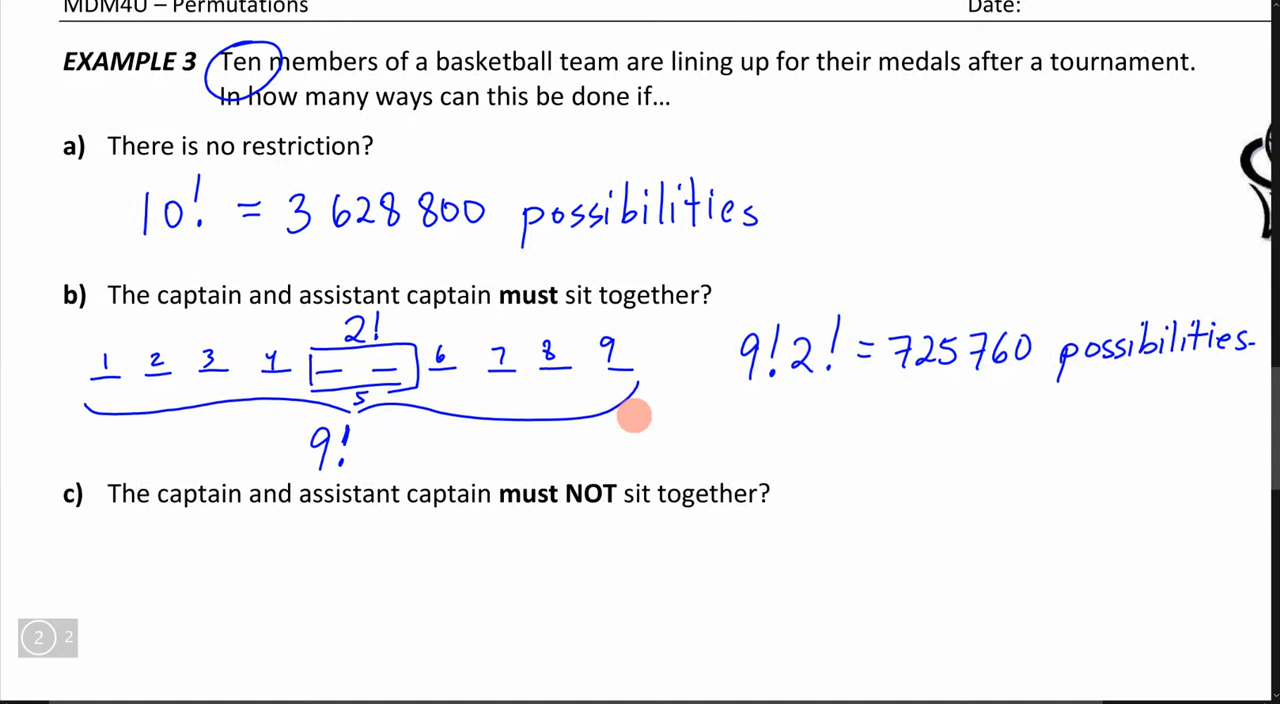 MDM4U – Permutations Date:
EXAMPLE 3 Ten members of a basketball team are lining up for their medals after a tournament.
In how many ways can this be done if...
a) There is no restriction?
10! = 3 628 800 possibilities
b) The captain and assistant captain must sit together?
2!
1 2 3 4 6 7 8 9
5
9! 2! = 725 760 possibilities.
9!
c) The captain and assistant captain must NOT sit together?
2 2